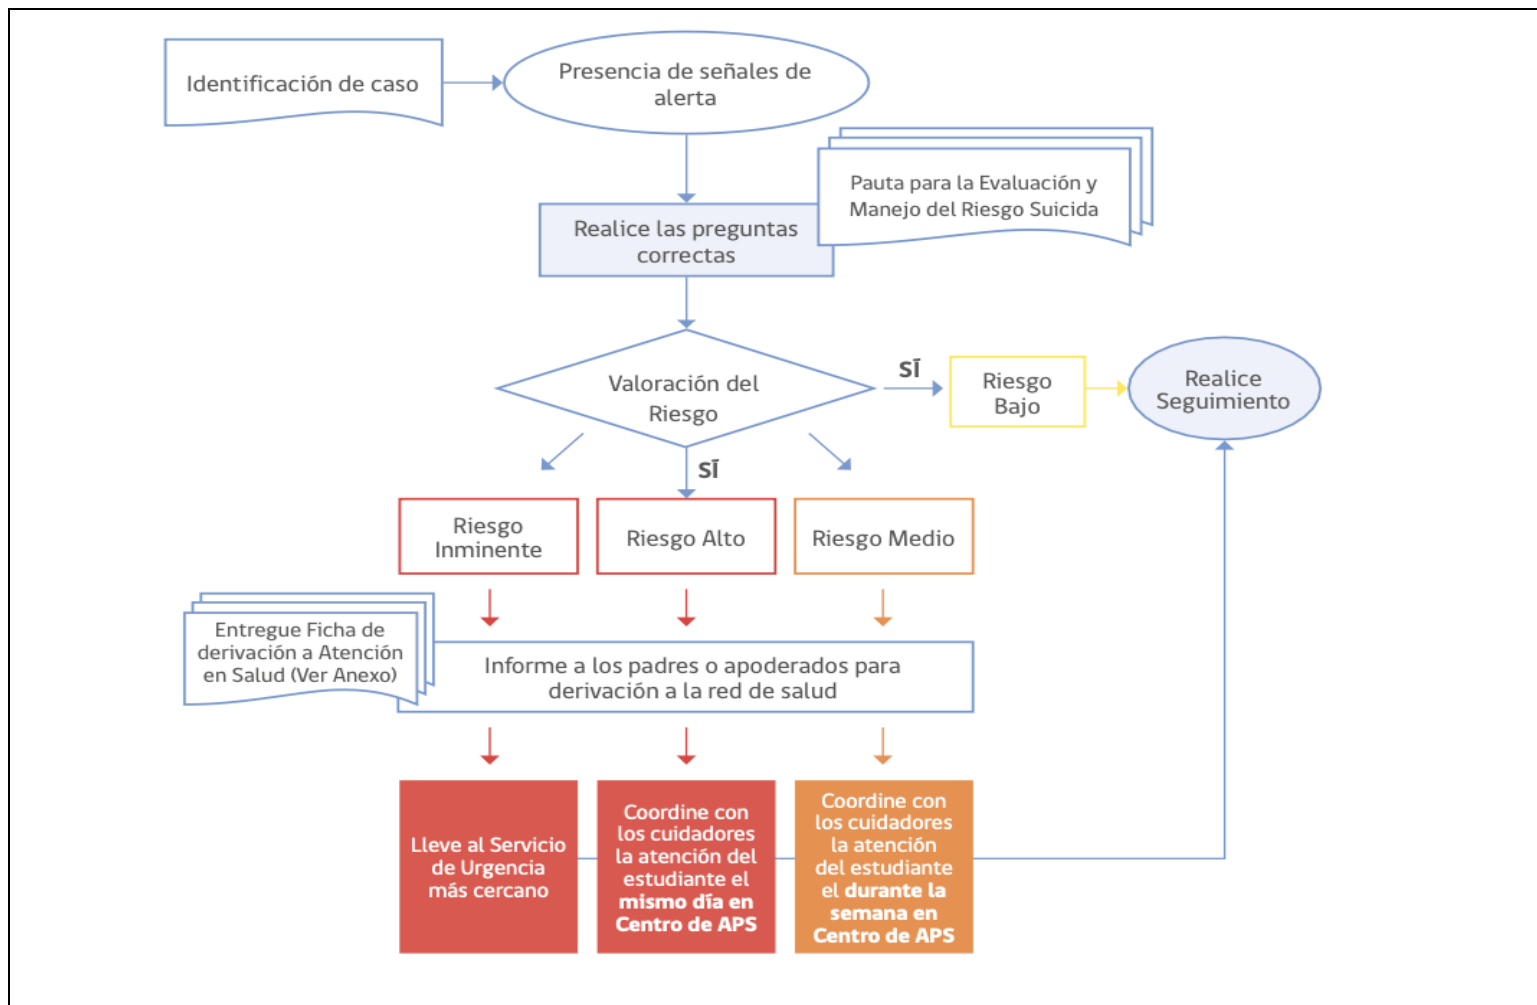 Identificación de caso
Presencia de señales de
alerta
Pauta para la Evaluación y
Manejo del Riesgo Suicida
Realice las preguntas
correctas
Valoración del
Riesgo
SÍ
Riesgo
Bajo
Realice
Seguimiento
SÍ
Riesgo
Inminente
Riesgo Alto
Riesgo Medio
Entregue Ficha de
derivación a Atención
en Salud (Ver Anexo)
Informe a los padres o apoderados para
derivación a la red de salud
Lleve al Servicio
de Urgencia
más cercano
Coordine con
los cuidadores
la atención del
estudiante el
mismo día en
Centro de APS
Coordine con
los cuidadores
la atención
del estudiante
el durante la
semana en
Centro de APS